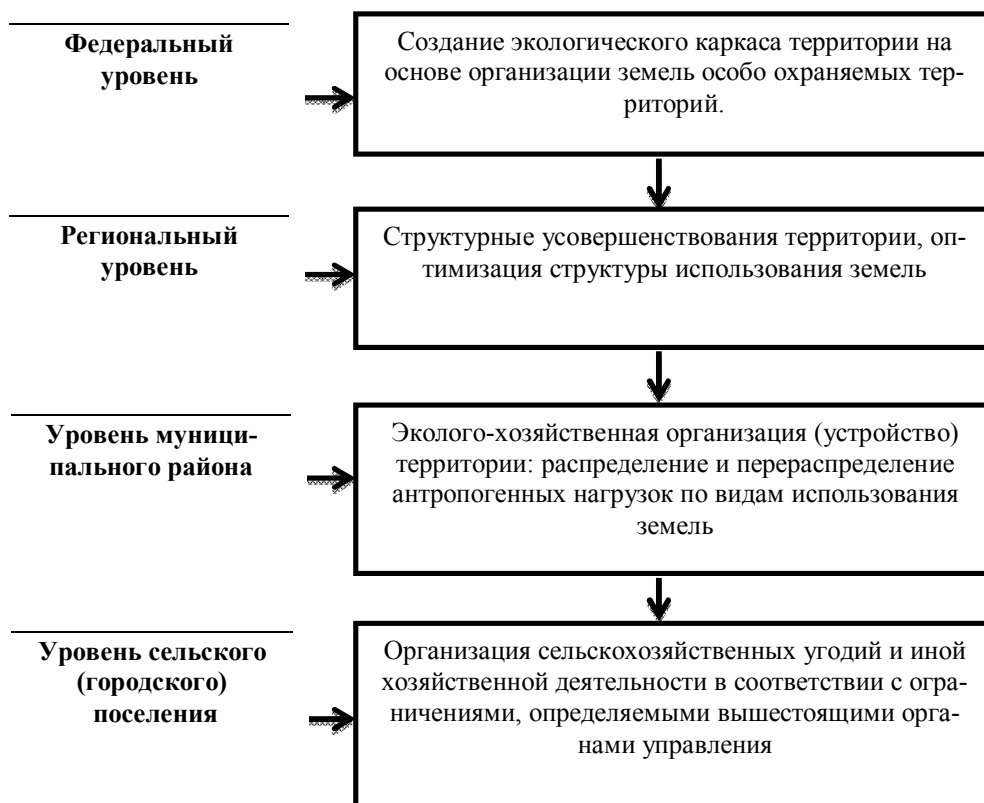 Федеральный
уровень
Создание экологического каркаса территории на
основе организации земель особо охраняемых тер-
риторий.
Региональный
уровень
Структурные усовершенствования территории, оп-
тимизация структуры использования земель
Уровень муници-
пального района
Эколого-хозяйственная организация (устройство)
территории: распределение и перераспределение
антропогенных нагрузок по видам использования
земель
Уровень сельского
(городского)
поселения
Организация сельскохозяйственных угодий и иной
хозяйственной деятельности в соответствии с огра-
ничениями, определяемыми вышестоящими орга-
нами управления